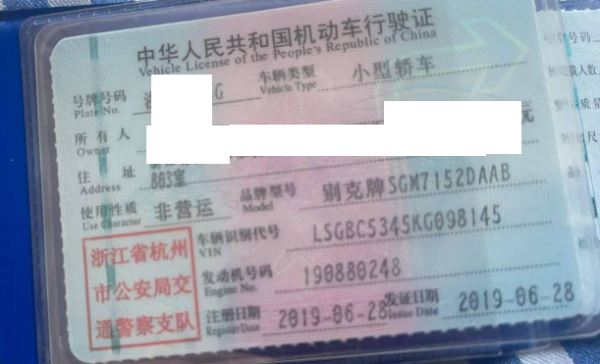 中华人民共和国机动车行驶证
Vehicle License of the People's Republic of China
号牌号码 G 车辆类型 小型轿车
Plate No. Vehicle Type
所有人
Owner
住址 803室
Address
使用性质 非营运 品牌型号 别克牌SGM7152DAAB
Use Character Model
浙江省杭州
市公安局交
通警察支队
车辆识别代号 LSGBC5345KG098145
VIN
发动机号码 190880248
Engine No.
注册日期 2019-06-28 发证日期 2019-06-28
Register Date Issue Date